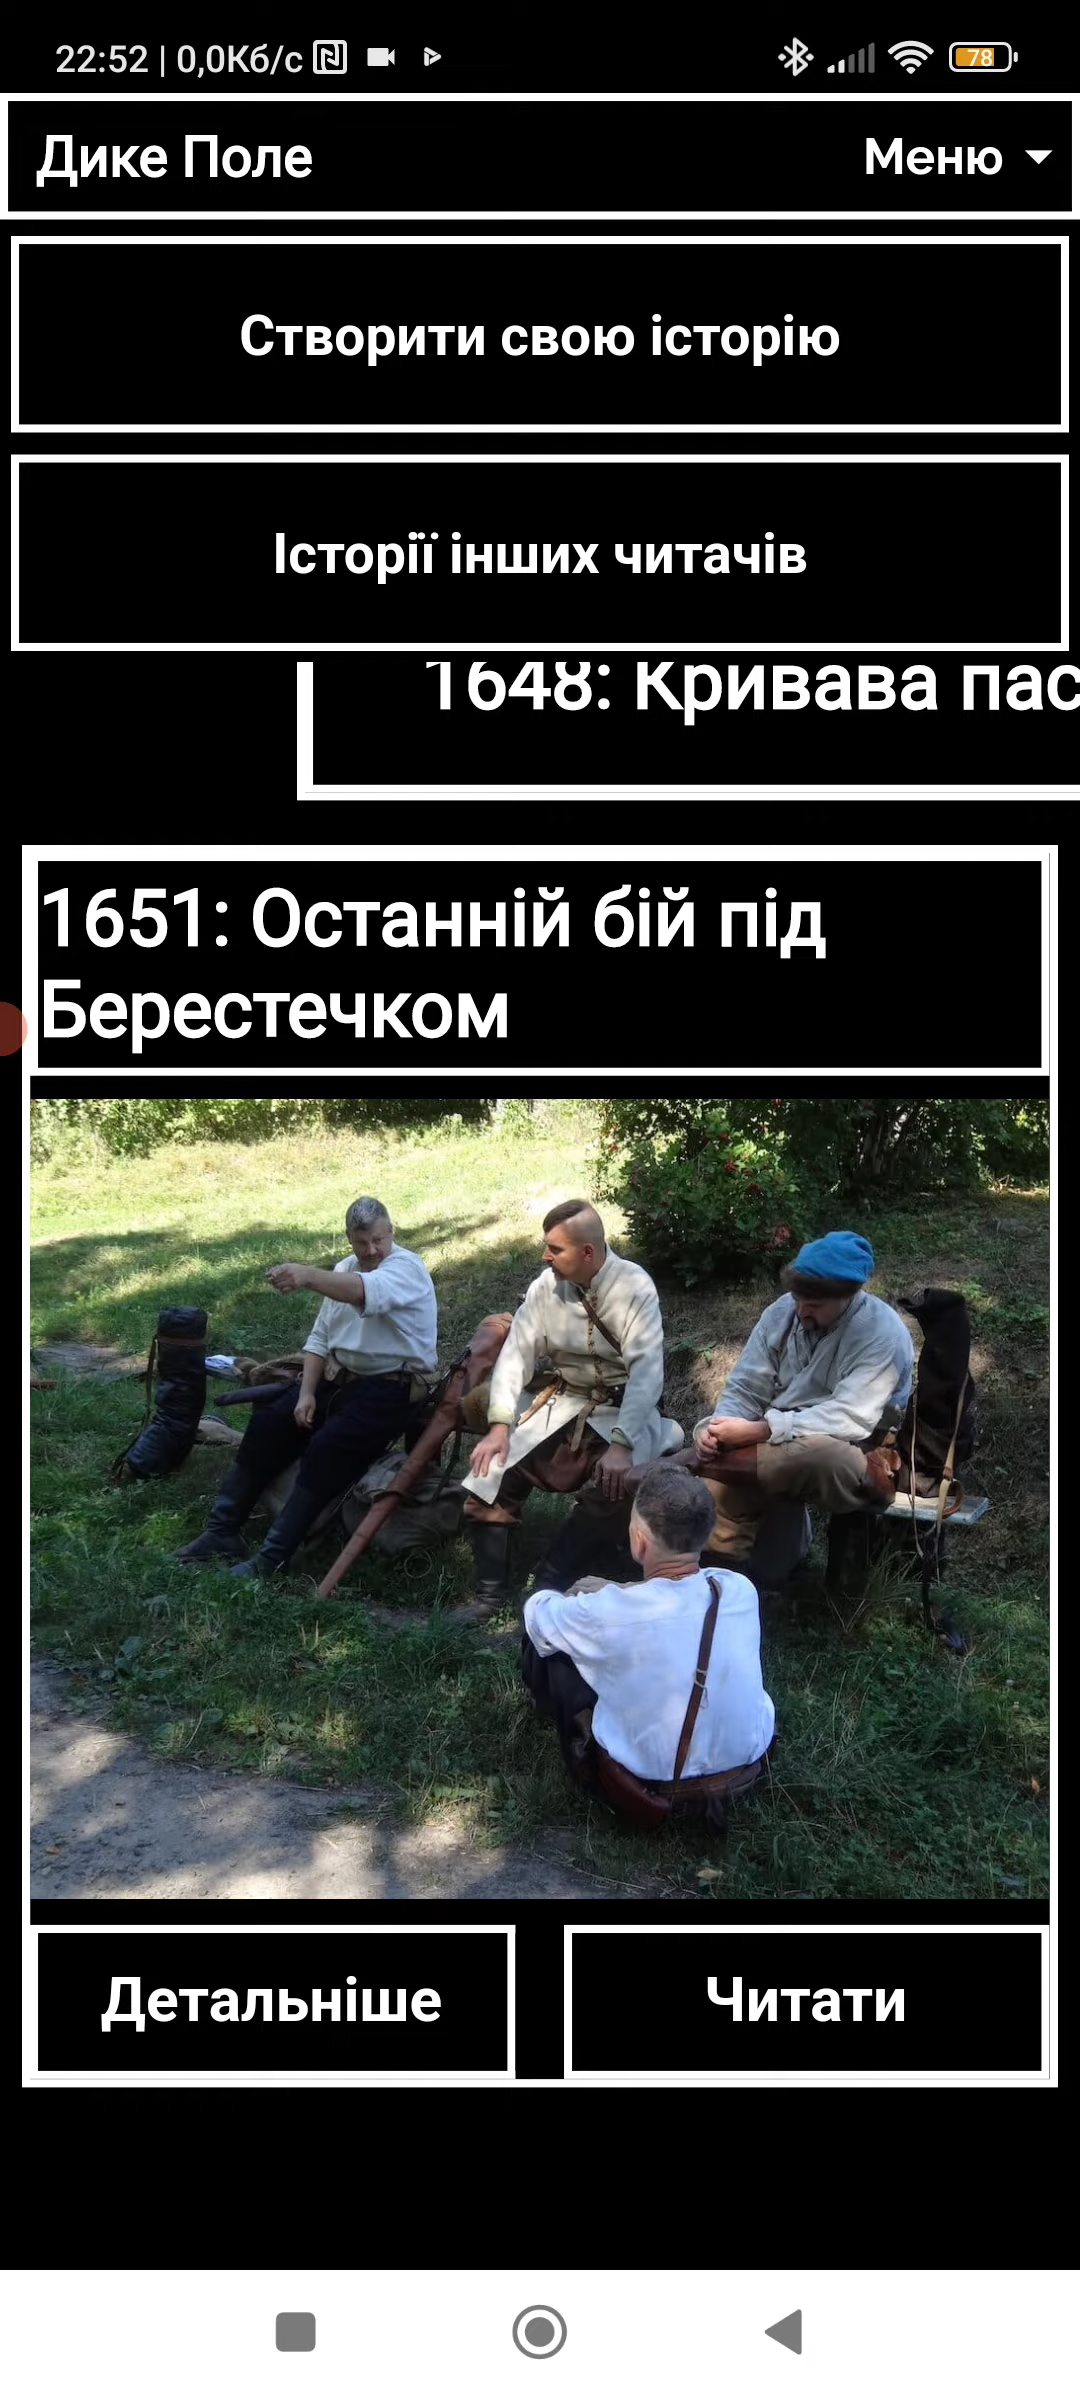 22:52 | 0,0Кб/с
78
Дике Поле
Меню
Створити свою історію
Історії інших читачів
1648: Кривава пас
1651: Останній бій під
Берестечком
Детальніше
Читати